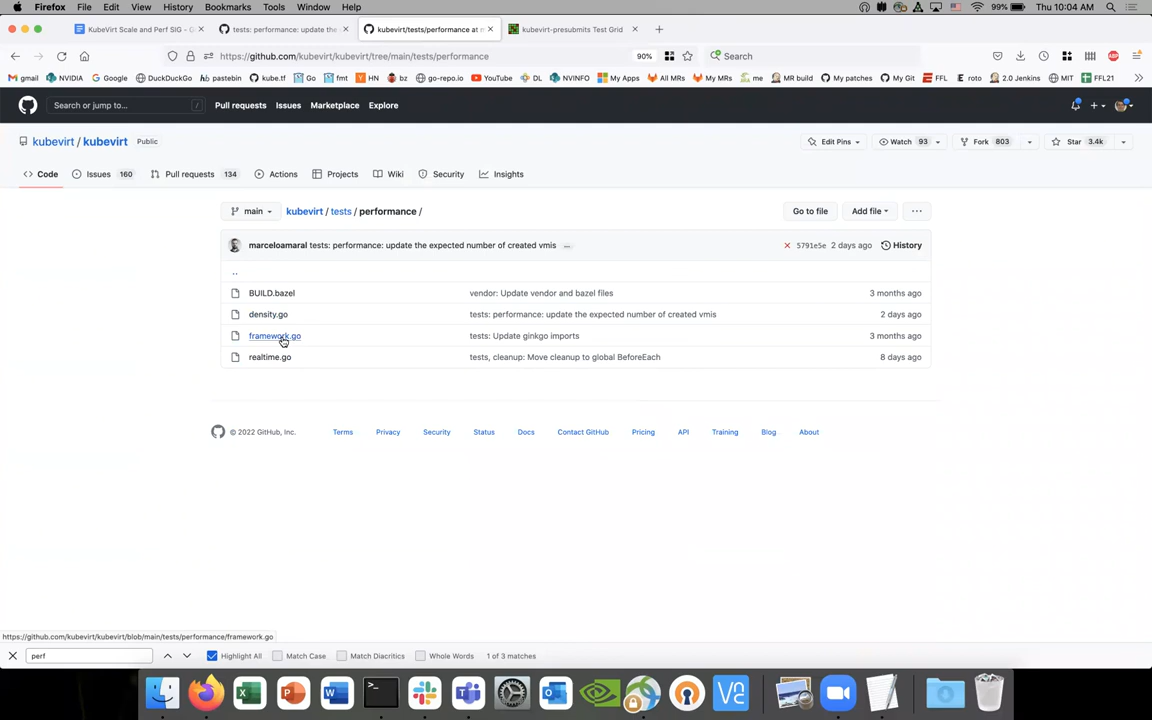 Firefox File Edit View History Bookmarks Tools Window Help 99% Thu 10:04 AM
KubeVirt Scale and Perf SIG - G
tests: performance: update the
kubevirt/tests/performance at m
kubevirt-presubmits Test Grid
https://github.com/kubevirt/kubevirt/tree/main/tests/performance 90% Search
gmail NVIDIA Google DuckDuckGo pastebin kube.tf Go fmt HN go-repo.io YouTube DL NVINFO My Apps All MRs My MRs me MR build My patches My Git FFL roto 2.0 Jenkins MIT FFL21
Search or jump to... / Pull requests Issues Marketplace Explore
kubevirt / kubevirt Public Edit Pins Watch 93 Fork 803 Star 3.4k
Code Issues 160 Pull requests 134 Actions Projects Wiki Security Insights
main kubevirt / tests / performance / Go to file Add file ...
marceloamaral tests: performance: update the expected number of created vmis ... 5791e5e 2 days ago History
..
BUILD.bazel vendor: Update vendor and bazel files 3 months ago
density.go tests: performance: update the expected number of created vmis 2 days ago
framework.go tests: Update ginkgo imports 3 months ago
realtime.go tests, cleanup: Move cleanup to global BeforeEach 8 days ago
© 2022 GitHub, Inc. Terms Privacy Security Status Docs Contact GitHub Pricing API Training Blog About
https://github.com/kubevirt/kubevirt/blob/main/tests/performance/framework.go
perf Highlight All Match Case Match Diacritics Whole Words 1 of 3 matches